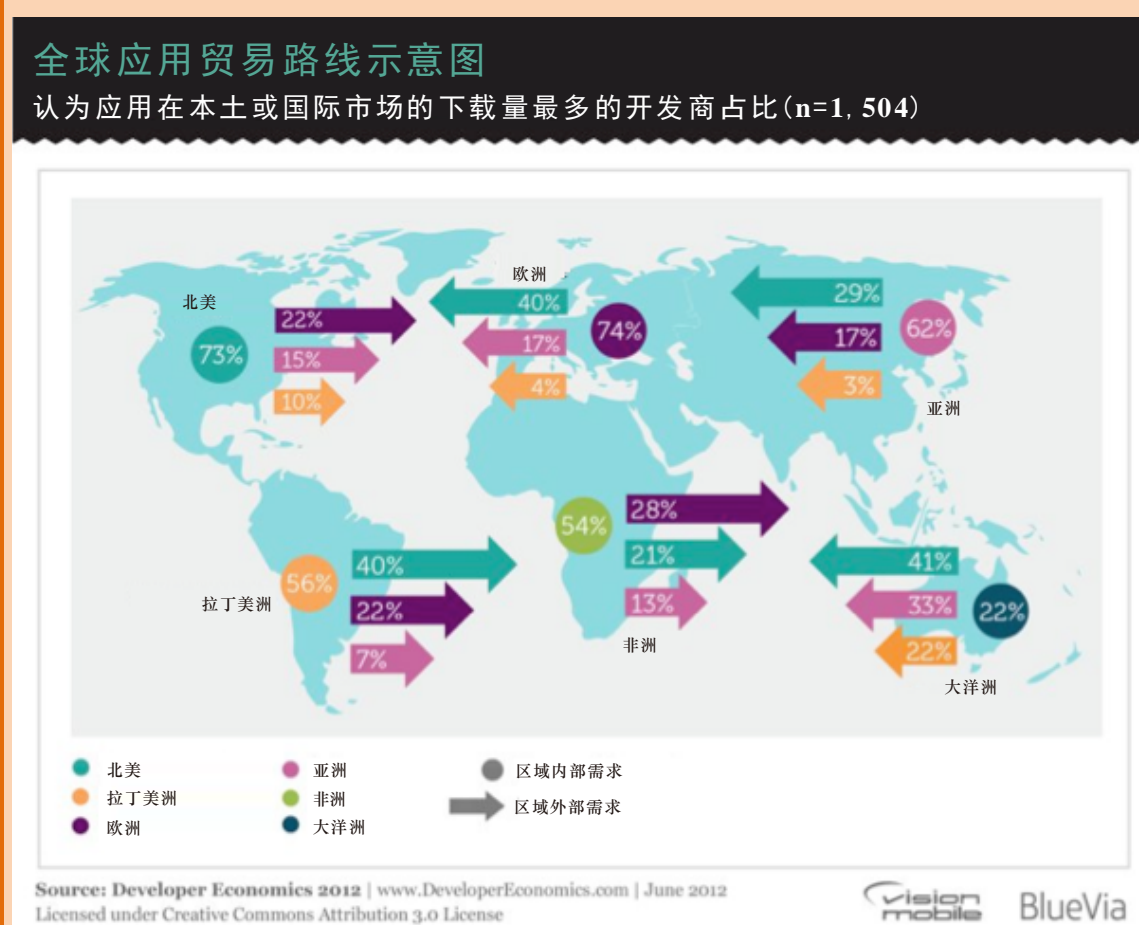 全球应用贸易路线示意图
认为应用在本土或国际市场的下载量最多的开发商占比(n=1, 504)
北美
73%
22%
15%
10%
欧洲
40%
17%
4%
74%
29%
17%
3%
62%
亚洲
拉丁美洲
56%
40%
22%
7%
54%
28%
21%
13%
非洲
41%
33%
22%
22%
大洋洲
北美
拉丁美洲
欧洲
亚洲
非洲
大洋洲
区域内部需求
区域外部需求
Source: Developer Economics 2012 | www.DeveloperEconomics.com | June 2012
Licensed under Creative Commons Attribution 3.0 License
vision
mobile
BlueVia